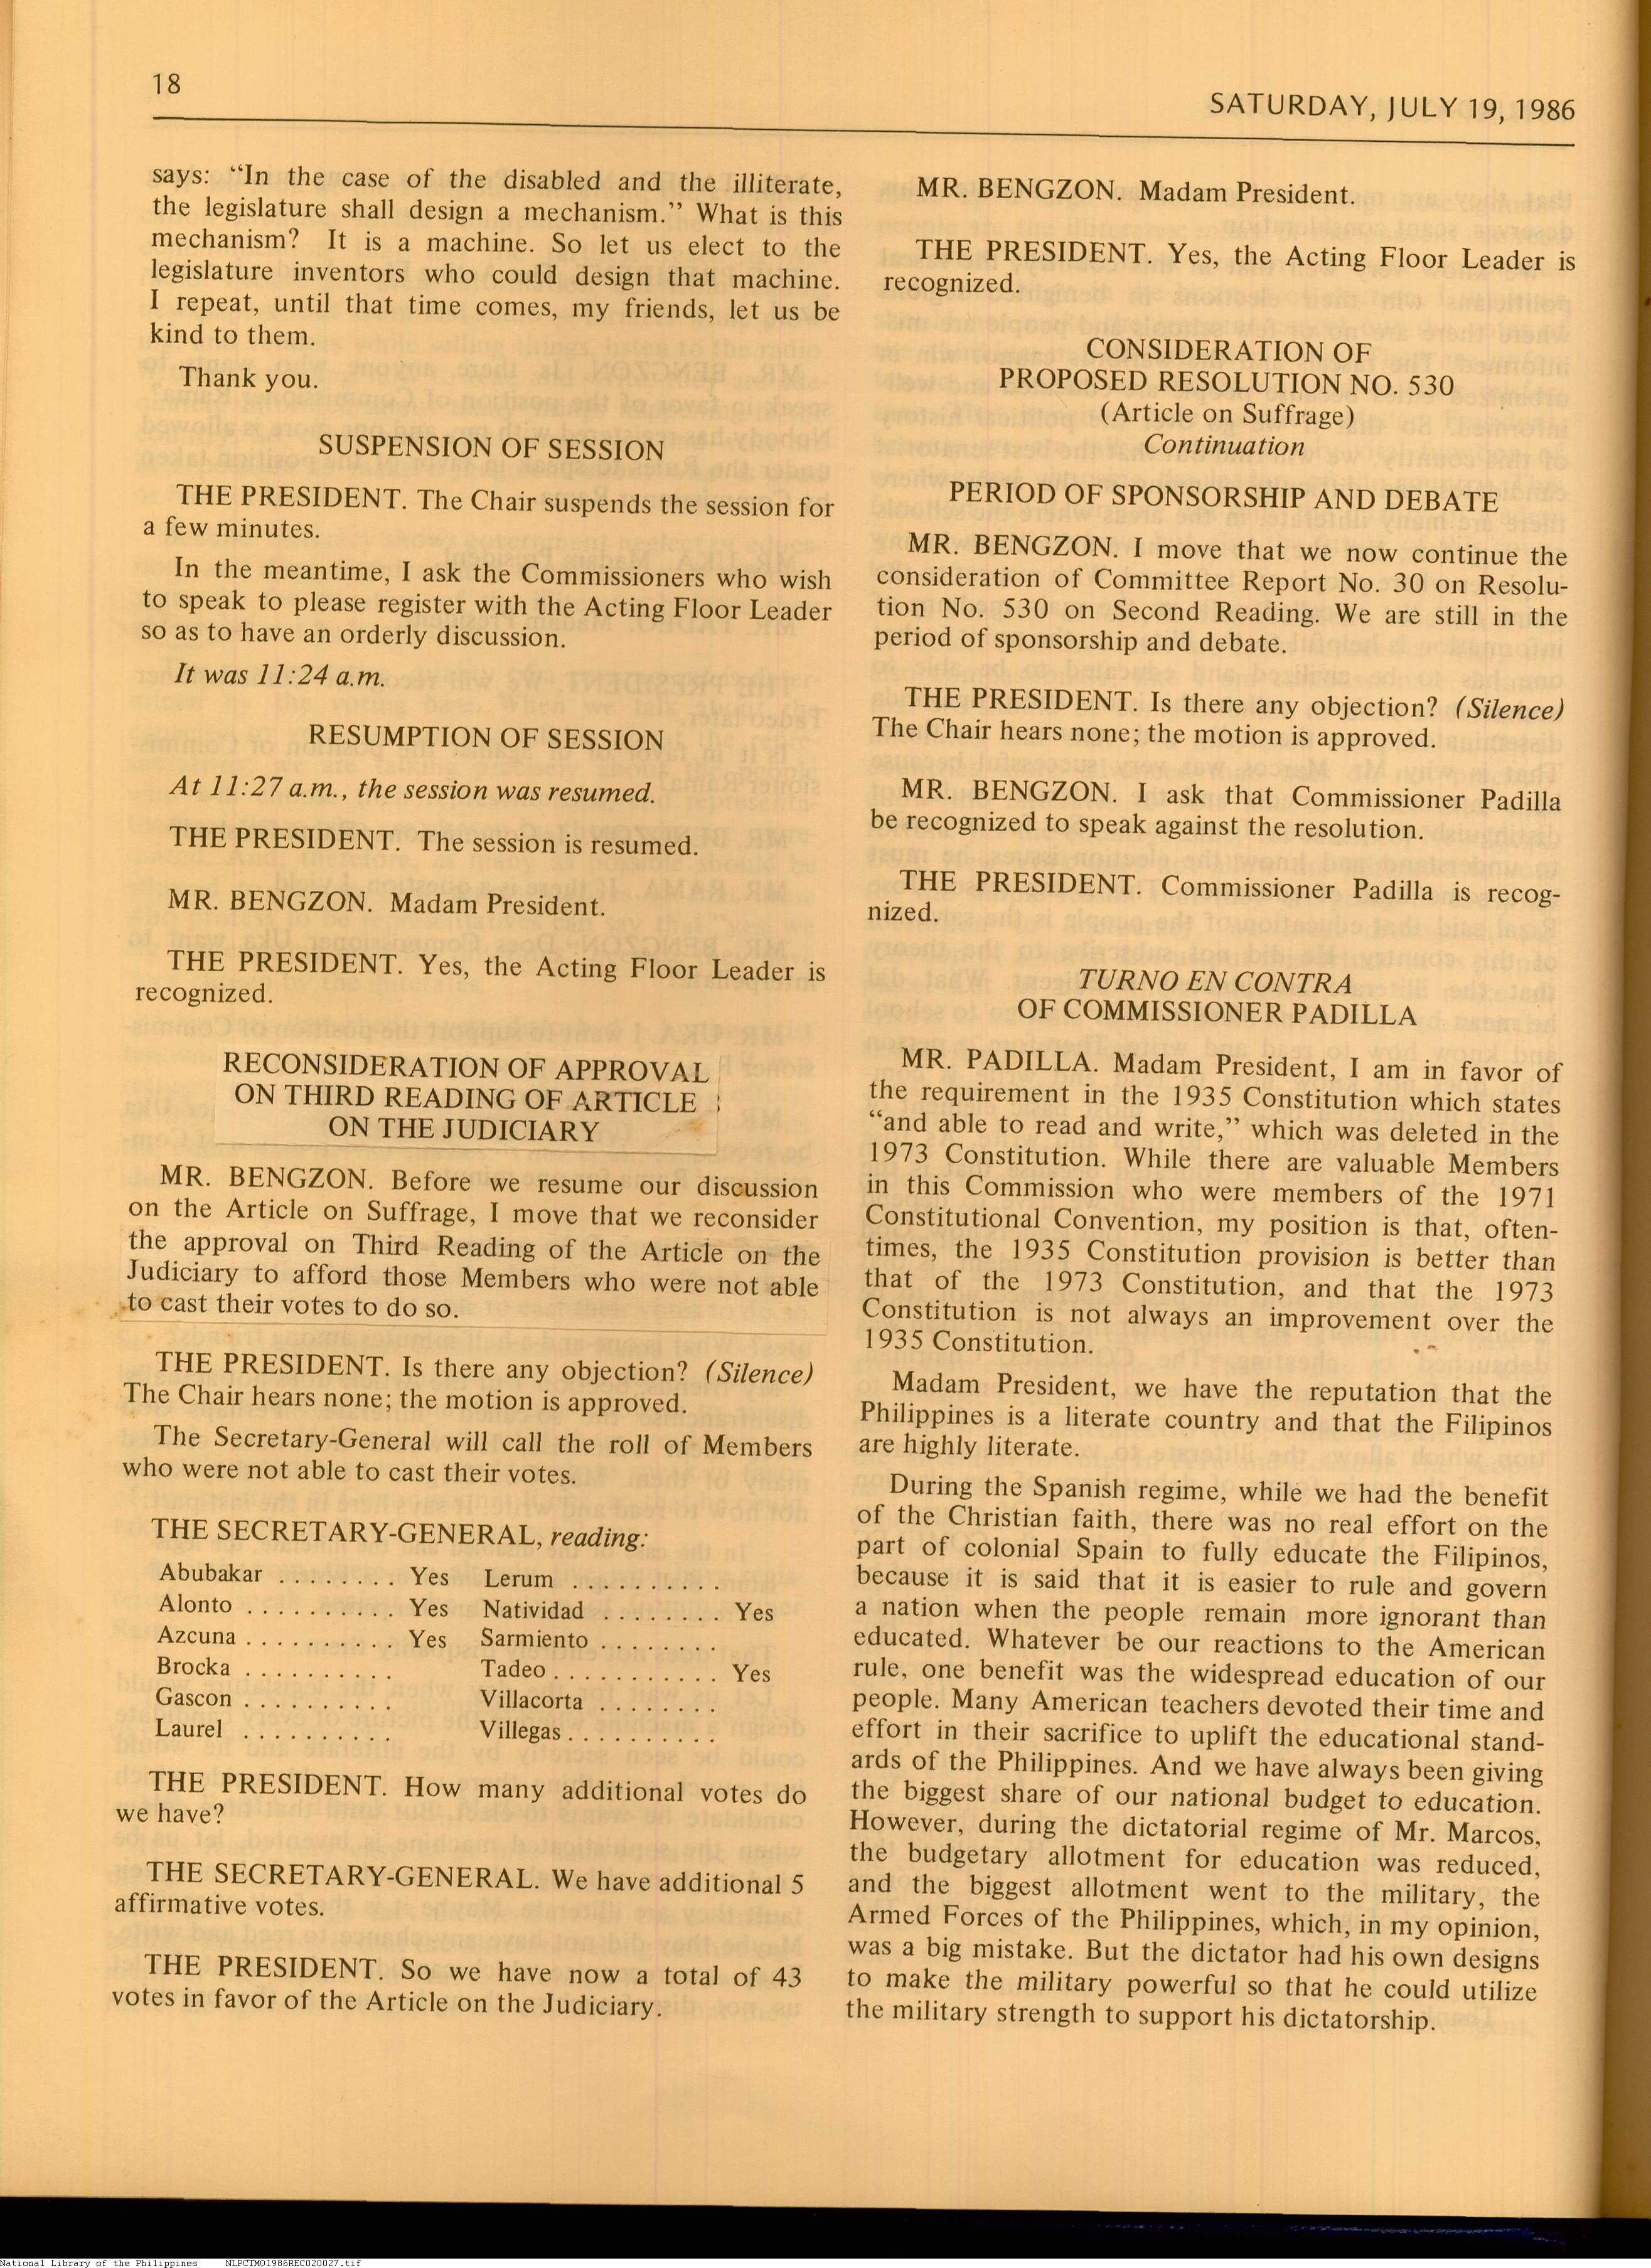 18
SATURDAY, JULY 19, 1986
says: “In the case of the disabled and the illiterate,
the legislature shall design a mechanism.” What is this
mechanism? It is a machine. So let us elect to the
legislature inventors who could design that machine.
I repeat, until that time comes, my friends, let us be
kind to them.
Thank you.
SUSPENSION OF SESSION
THE PRESIDENT. The Chair suspends the session for
a few minutes.
In the meantime, I ask the Commissioners who wish
to speak to please register with the Acting Floor Leader
so as to have an orderly discussion.
It was 11:24 a.m.
RESUMPTION OF SESSION
At 11:27 a.m., the session was resumed.
THE PRESIDENT. The session is resumed.
MR. BENGZON. Madam President.
THE PRESIDENT. Yes, the Acting Floor Leader is
recognized.
RECONSIDERATION OF APPROVAL
ON THIRD READING OF ARTICLE
ON THE JUDICIARY
MR. BENGZON. Before we resume our discussion
on the Article on Suffrage, I move that we reconsider
the approval on Third Reading of the Article on the
Judiciary to afford those Members who were not able
to cast their votes to do so.
THE PRESIDENT. Is there any objection? (Silence)
The Chair hears none; the motion is approved.
The Secretary-General will call the roll of Members
who were not able to cast their votes.
THE SECRETARY-GENERAL, reading:
Abubakar . . . . . . . . Yes Lerum . . . . . . . . . .
Alonto . . . . . . . . . . Yes Natividad . . . . . . . . Yes
Azcuna . . . . . . . . . . Yes Sarmiento . . . . . . . .
Brocka . . . . . . . . . . Tadeo . . . . . . . . . . . Yes
Gascon . . . . . . . . . . Villacorta . . . . . . . .
Laurel . . . . . . . . . . Villegas . . . . . . . . . .
THE PRESIDENT. How many additional votes do
we have?
THE SECRETARY-GENERAL. We have additional 5
affirmative votes.
THE PRESIDENT. So we have now a total of 43
votes in favor of the Article on the Judiciary.
MR. BENGZON. Madam President.
THE PRESIDENT. Yes, the Acting Floor Leader is
recognized.
CONSIDERATION OF
PROPOSED RESOLUTION NO. 530
(Article on Suffrage)
Continuation
PERIOD OF SPONSORSHIP AND DEBATE
MR. BENGZON. I move that we now continue the
consideration of Committee Report No. 30 on Resolu-
tion No. 530 on Second Reading. We are still in the
period of sponsorship and debate.
THE PRESIDENT. Is there any objection? (Silence)
The Chair hears none; the motion is approved.
MR. BENGZON. I ask that Commissioner Padilla
be recognized to speak against the resolution.
THE PRESIDENT. Commissioner Padilla is recog-
nized.
TURNO EN CONTRA
OF COMMISSIONER PADILLA
MR. PADILLA. Madam President, I am in favor of
the requirement in the 1935 Constitution which states
“and able to read and write,” which was deleted in the
1973 Constitution. While there are valuable Members
in this Commission who were members of the 1971
Constitutional Convention, my position is that, often-
times, the 1935 Constitution provision is better than
that of the 1973 Constitution, and that the 1973
Constitution is not always an improvement over the
1935 Constitution.
Madam President, we have the reputation that the
Philippines is a literate country and that the Filipinos
are highly literate.
During the Spanish regime, while we had the benefit
of the Christian faith, there was no real effort on the
part of colonial Spain to fully educate the Filipinos,
because it is said that it is easier to rule and govern
a nation when the people remain more ignorant than
educated. Whatever be our reactions to the American
rule, one benefit was the widespread education of our
people. Many American teachers devoted their time and
effort in their sacrifice to uplift the educational stand-
ards of the Philippines. And we have always been giving
the biggest share of our national budget to education.
However, during the dictatorial regime of Mr. Marcos,
the budgetary allotment for education was reduced,
and the biggest allotment went to the military, the
Armed Forces of the Philippines, which, in my opinion,
was a big mistake. But the dictator had his own designs
to make the military powerful so that he could utilize
the military strength to support his dictatorship.
National Library of the Philippines NLPCTM01986REC020027.tif